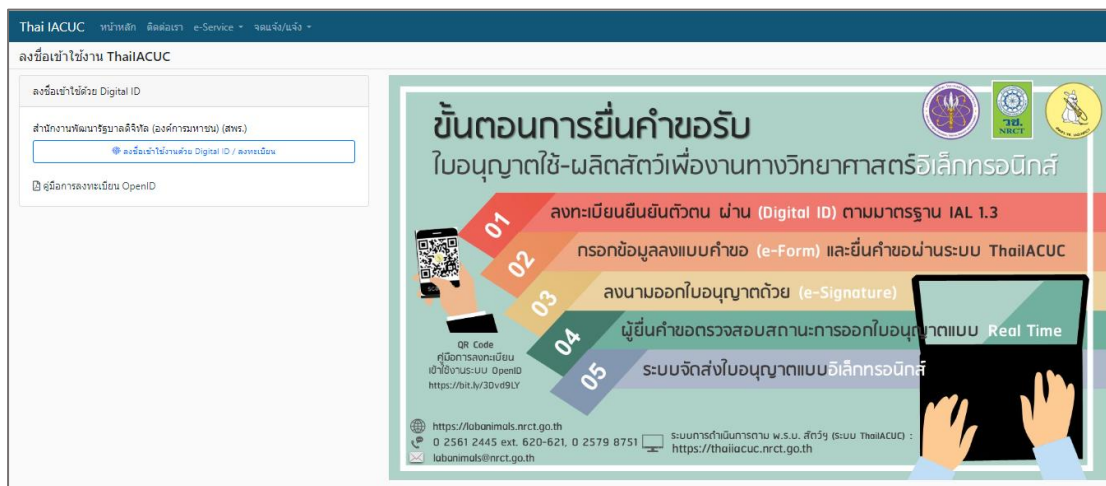 Thai IACUC หน้าหลัก ติดต่อเรา e-Service จดแจ้ง/แจ้ง
ลงชื่อเข้าใช้งาน ThaiIACUC
ลงชื่อเข้าใช้ด้วย Digital ID
สำนักงานพัฒนารัฐบาลดิจิทัล (องค์การมหาชน) (สพร.)
ลงชื่อเข้าใช้งานด้วย Digital ID / ลงทะเบียน
คู่มือการลงทะเบียน OpenID
วช.
NRCT
ขั้นตอนการยื่นคำขอรับ
ใบอนุญาตใช้-ผลิตสัตว์เพื่องานทางวิทยาศาสตร์อิเล็กทรอนิกส์
01 ลงทะเบียนยืนยันตัวตน ผ่าน (Digital ID) ตามมาตรฐาน IAL 1.3
02 กรอกข้อมูลลงแบบคำขอ (e-Form) และยื่นคำขอผ่านระบบ ThaiIACUC
03 ลงนามออกใบอนุญาตด้วย (e-Signature)
04 ผู้ยื่นคำขอตรวจสอบสถานะการออกใบอนุญาตแบบ Real Time
05 ระบบจัดส่งใบอนุญาตแบบอิเล็กทรอนิกส์
QR Code
คู่มือการลงทะเบียน
เข้าใช้งานระบบ OpenID
https://bit.ly/3Dvd9LY
https://labanimals.nrct.go.th
0 2561 2445 ext. 620-621, 0 2579 8751
labanimals@nrct.go.th
ระบบการดำเนินการตาม พ.ร.บ. สัตว์ฯ (ระบบ ThaiIACUC) :
https://thaiiacuc.nrct.go.th